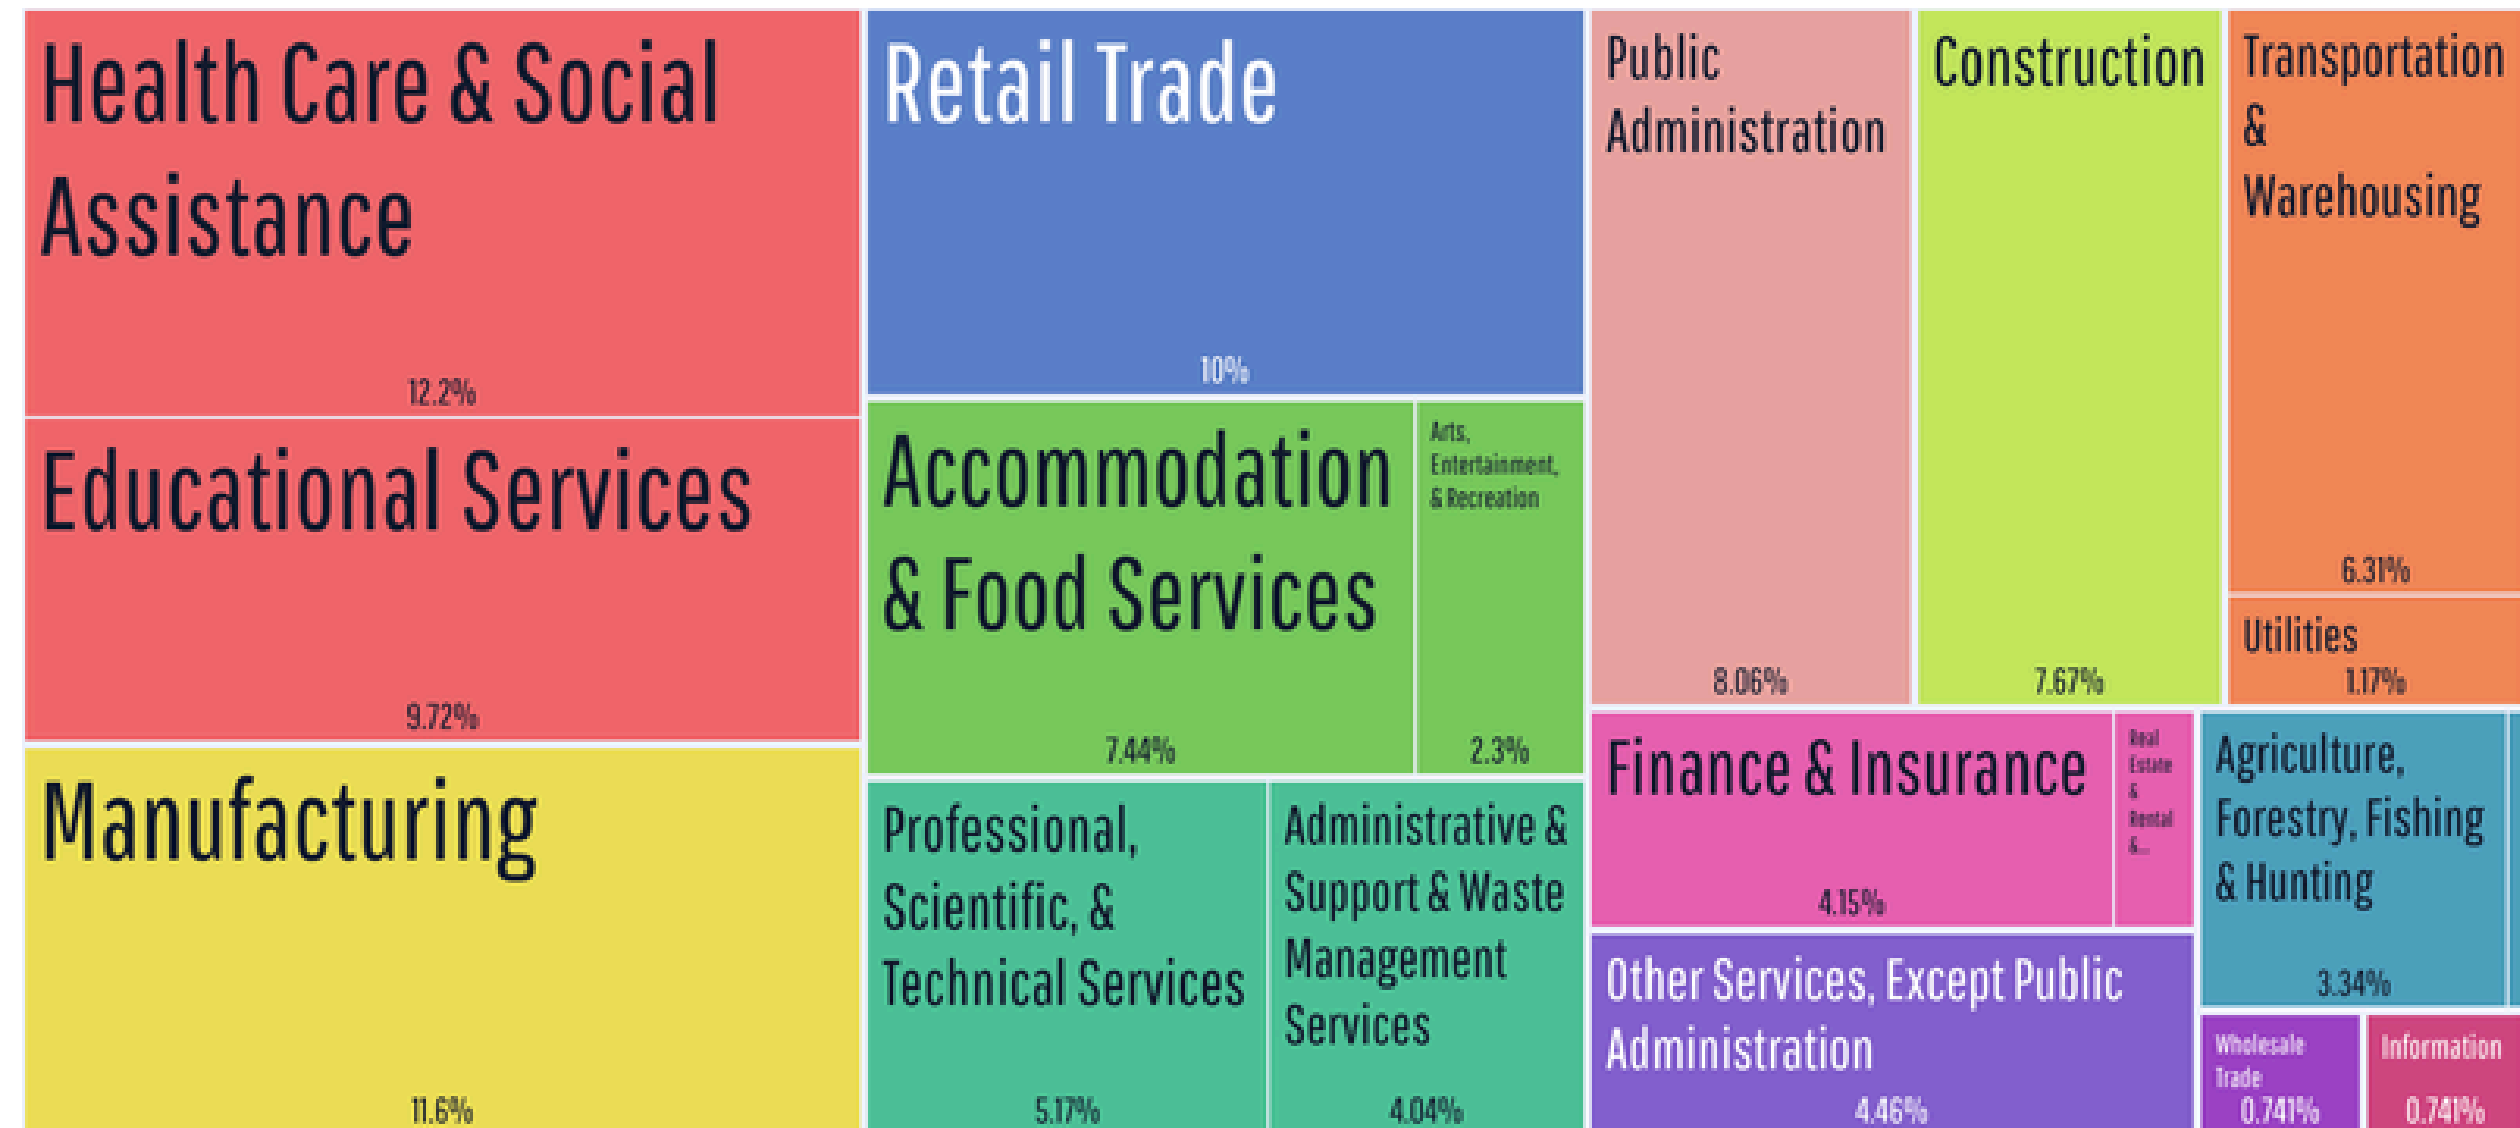 Health Care & Social
Assistance
12.2%
Educational Services
9.72%
Manufacturing
11.6%
Retail Trade
10%
Accommodation
& Food Services
7.44%
Arts,
Entertainment,
& Recreation
2.3%
Professional,
Scientific, &
Technical Services
5.17%
Administrative &
Support & Waste
Management
Services
4.04%
Public
Administration
8.06%
Construction
7.67%
Transportation
&
Warehousing
6.31%
Utilities
1.17%
Finance & Insurance
4.15%
Real
Estate
&
Rental
&...
Other Services, Except Public
Administration
4.46%
Agriculture,
Forestry, Fishing
& Hunting
3.34%
Wholesale
Trade
0.741%
Information
0.741%